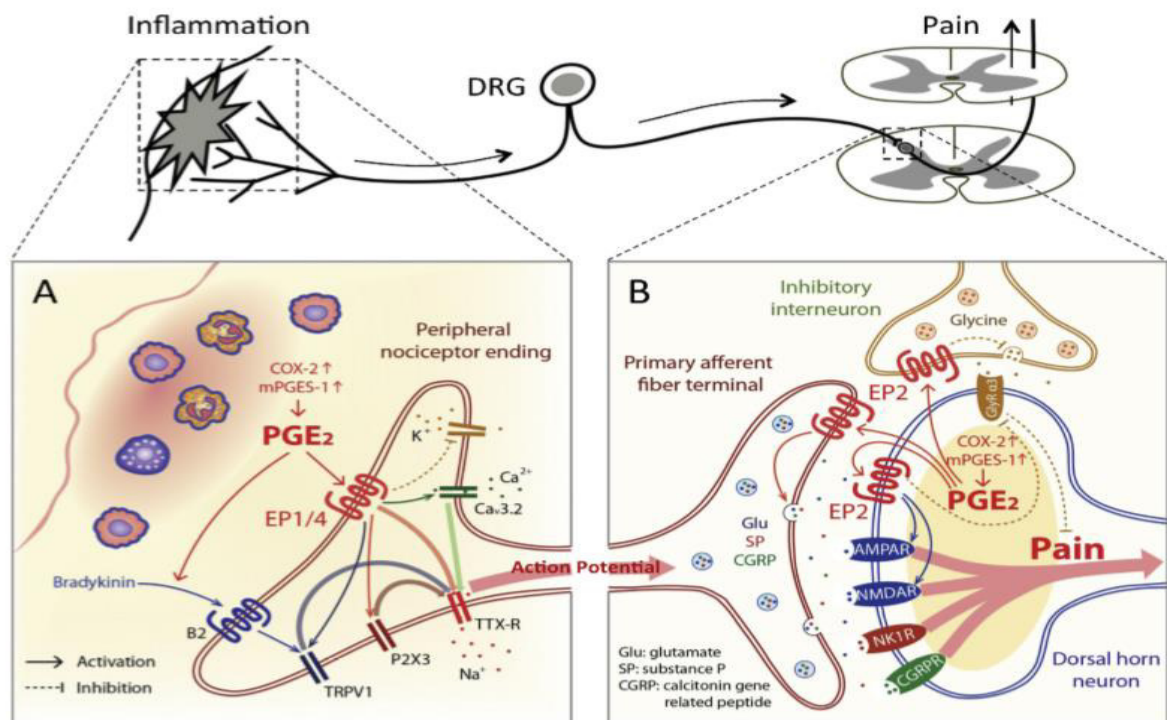 Inflammation
DRG
Pain
A
COX-2↑
mPGES-1↑
PGE₂
Peripheral
nociceptor ending
K⁺
Ca²⁺
Caᵥ3.2
EP1/4
Bradykinin
B2
Action Potential
TTX-R
P2X3
Na⁺
TRPV1
Activation
Inhibition
B
Inhibitory
interneuron
Glycine
Primary afferent
fiber terminal
EP2
GlyR α3
COX-2↑
mPGES-1↑
PGE₂
EP2
Glu
SP
CGRP
AMPAR
NMDAR
NK1R
CGRPR
Pain
Glu: glutamate
SP: substance P
CGRP: calcitonin gene
related peptide
Dorsal horn
neuron